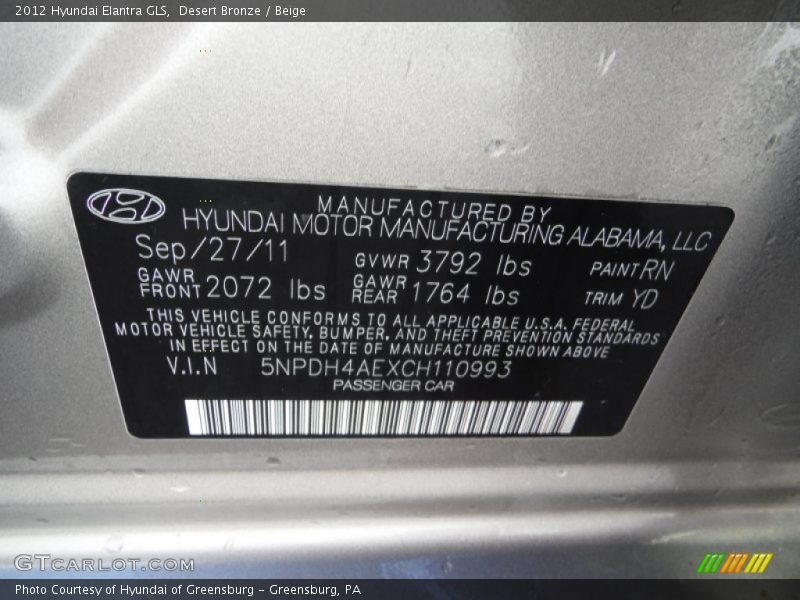 2012 Hyundai Elantra GLS,  Desert Bronze / Beige
MANUFACTURED BY
HYUNDAI MOTOR MANUFACTURING ALABAMA, LLC
Sep/27/11 GVWR 3792 lbs PAINT RN
GAWR FRONT 2072 lbs GAWR REAR 1764 lbs TRIM YD
THIS VEHICLE CONFORMS TO ALL APPLICABLE U.S.A. FEDERAL
MOTOR VEHICLE SAFETY, BUMPER, AND THEFT PREVENTION STANDARDS
IN EFFECT ON THE DATE OF MANUFACTURE SHOWN ABOVE
V.I.N 5NPDH4AEXCH110993
PASSENGER CAR
GTCARLOT.COM
Photo Courtesy of Hyundai of Greensburg - Greensburg, PA